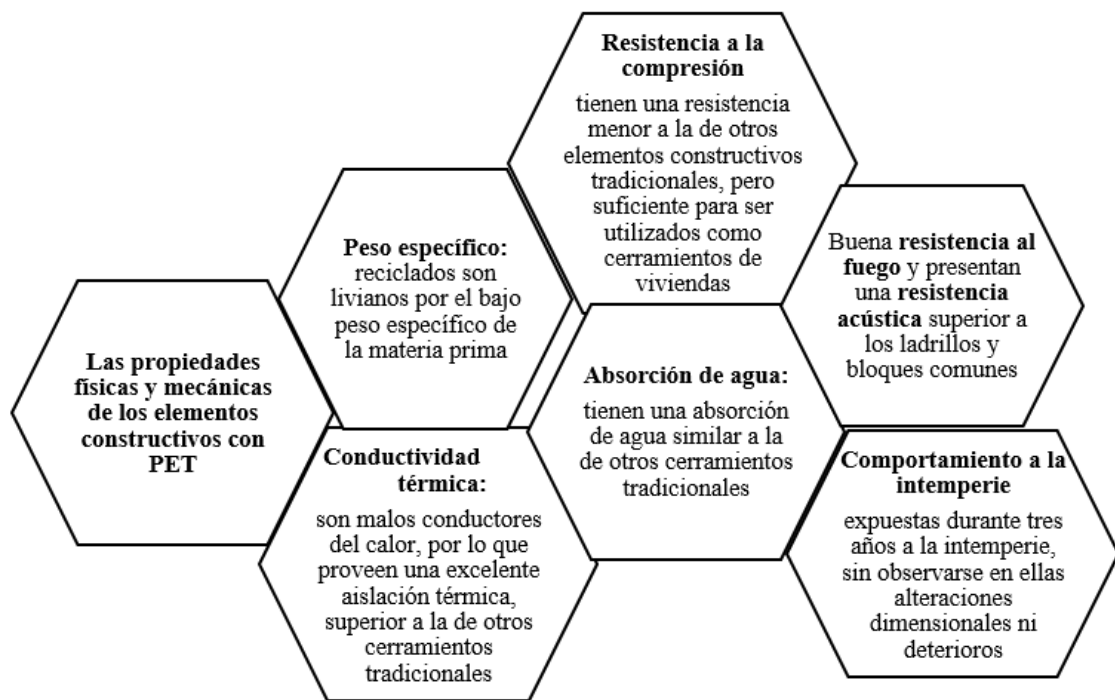 Las propiedades
físicas y mecánicas
de los elementos
constructivos con
PET
Peso específico:
reciclados son
livianos por el bajo
peso específico de
la materia prima
Conductividad
térmica:
son malos conductores
del calor, por lo que
proveen una excelente
aislación térmica,
superior a la de otros
cerramientos
tradicionales
Resistencia a la
compresión
tienen una resistencia
menor a la de otros
elementos constructivos
tradicionales, pero
suficiente para ser
utilizados como
cerramientos de
viviendas
Absorción de agua:
tienen una absorción
de agua similar a la
de otros cerramientos
tradicionales
Buena resistencia al
fuego y presentan
una resistencia
acústica superior a
los ladrillos y
bloques comunes
Comportamiento a la
intemperie
expuestas durante tres
años a la intemperie,
sin observarse en ellas
alteraciones
dimensionales ni
deterioros